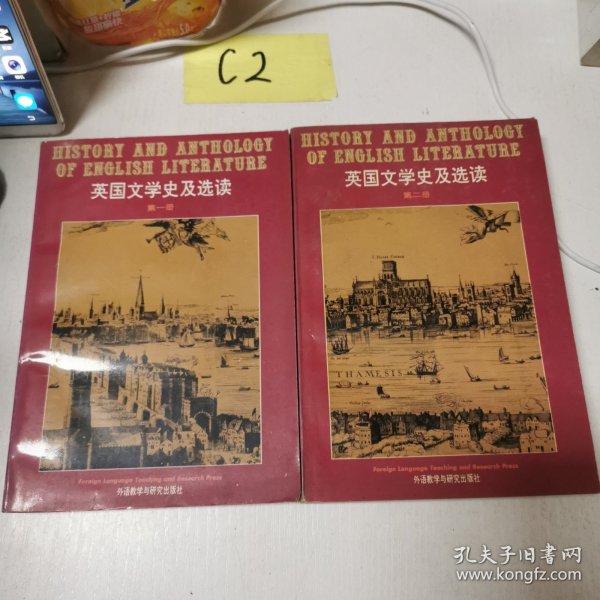 C2
HISTORY AND ANTHOLOGY
OF ENGLISH LITERATURE
英国文学史及选读
第一册
Foreign Language Teaching and Research Press
外语教学与研究出版社
HISTORY AND ANTHOLOGY
OF ENGLISH LITERATURE
英国文学史及选读
第二册
THAMESIS
Foreign Language Teaching and Research Press
外语教学与研究出版社
孔夫子旧书网
www.kongfz.com